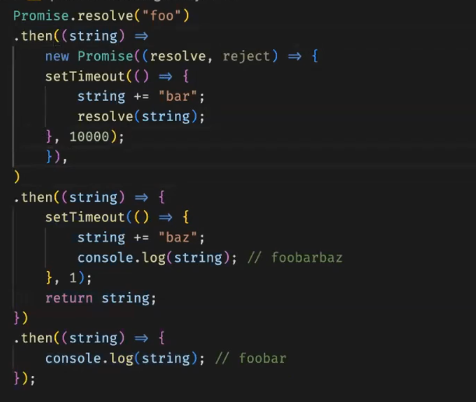 Promise.resolve("foo")
.then((string) =>
    new Promise((resolve, reject) => {
    setTimeout(() => {
        string += "bar";
        resolve(string);
    }, 10000);
    }),
)
.then((string) => {
    setTimeout(() => {
        string += "baz";
        console.log(string); // foobarbaz
    }, 1);
    return string;
})
.then((string) => {
    console.log(string); // foobar
});